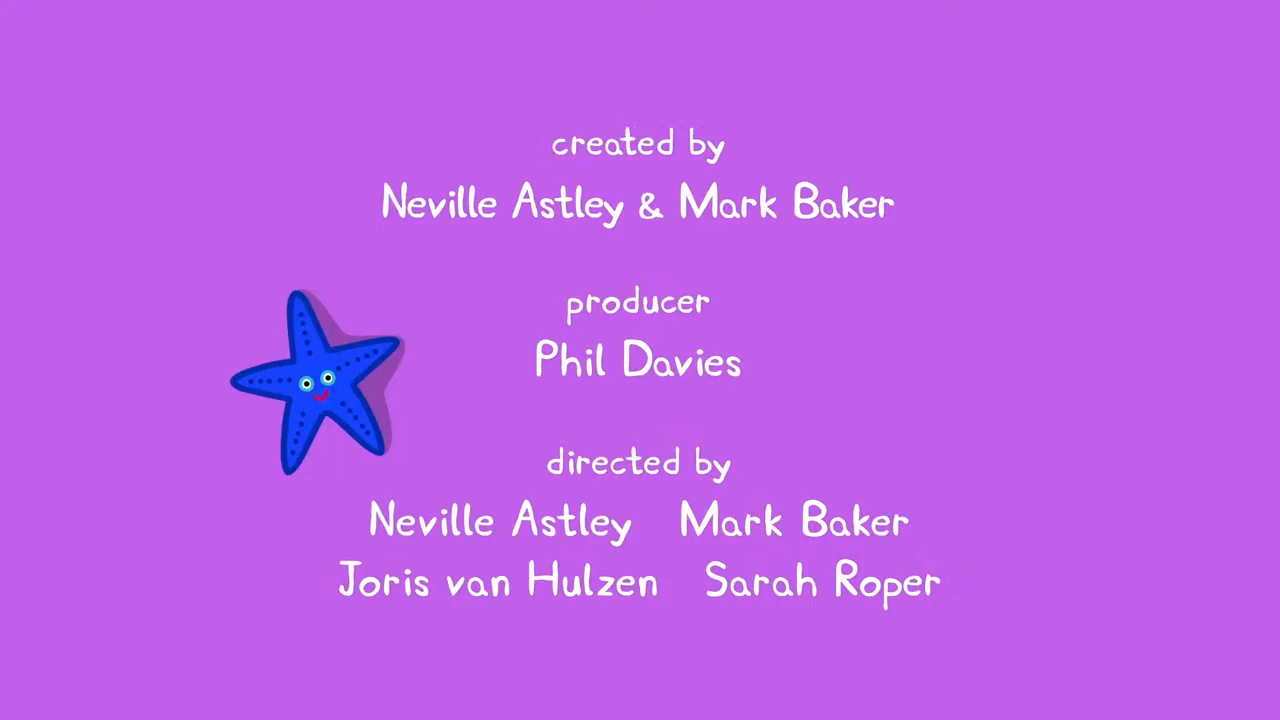 created by
Neville Astley & Mark Baker
producer
Phil Davies
directed by
Neville Astley Mark Baker
Joris van Hulzen Sarah Roper